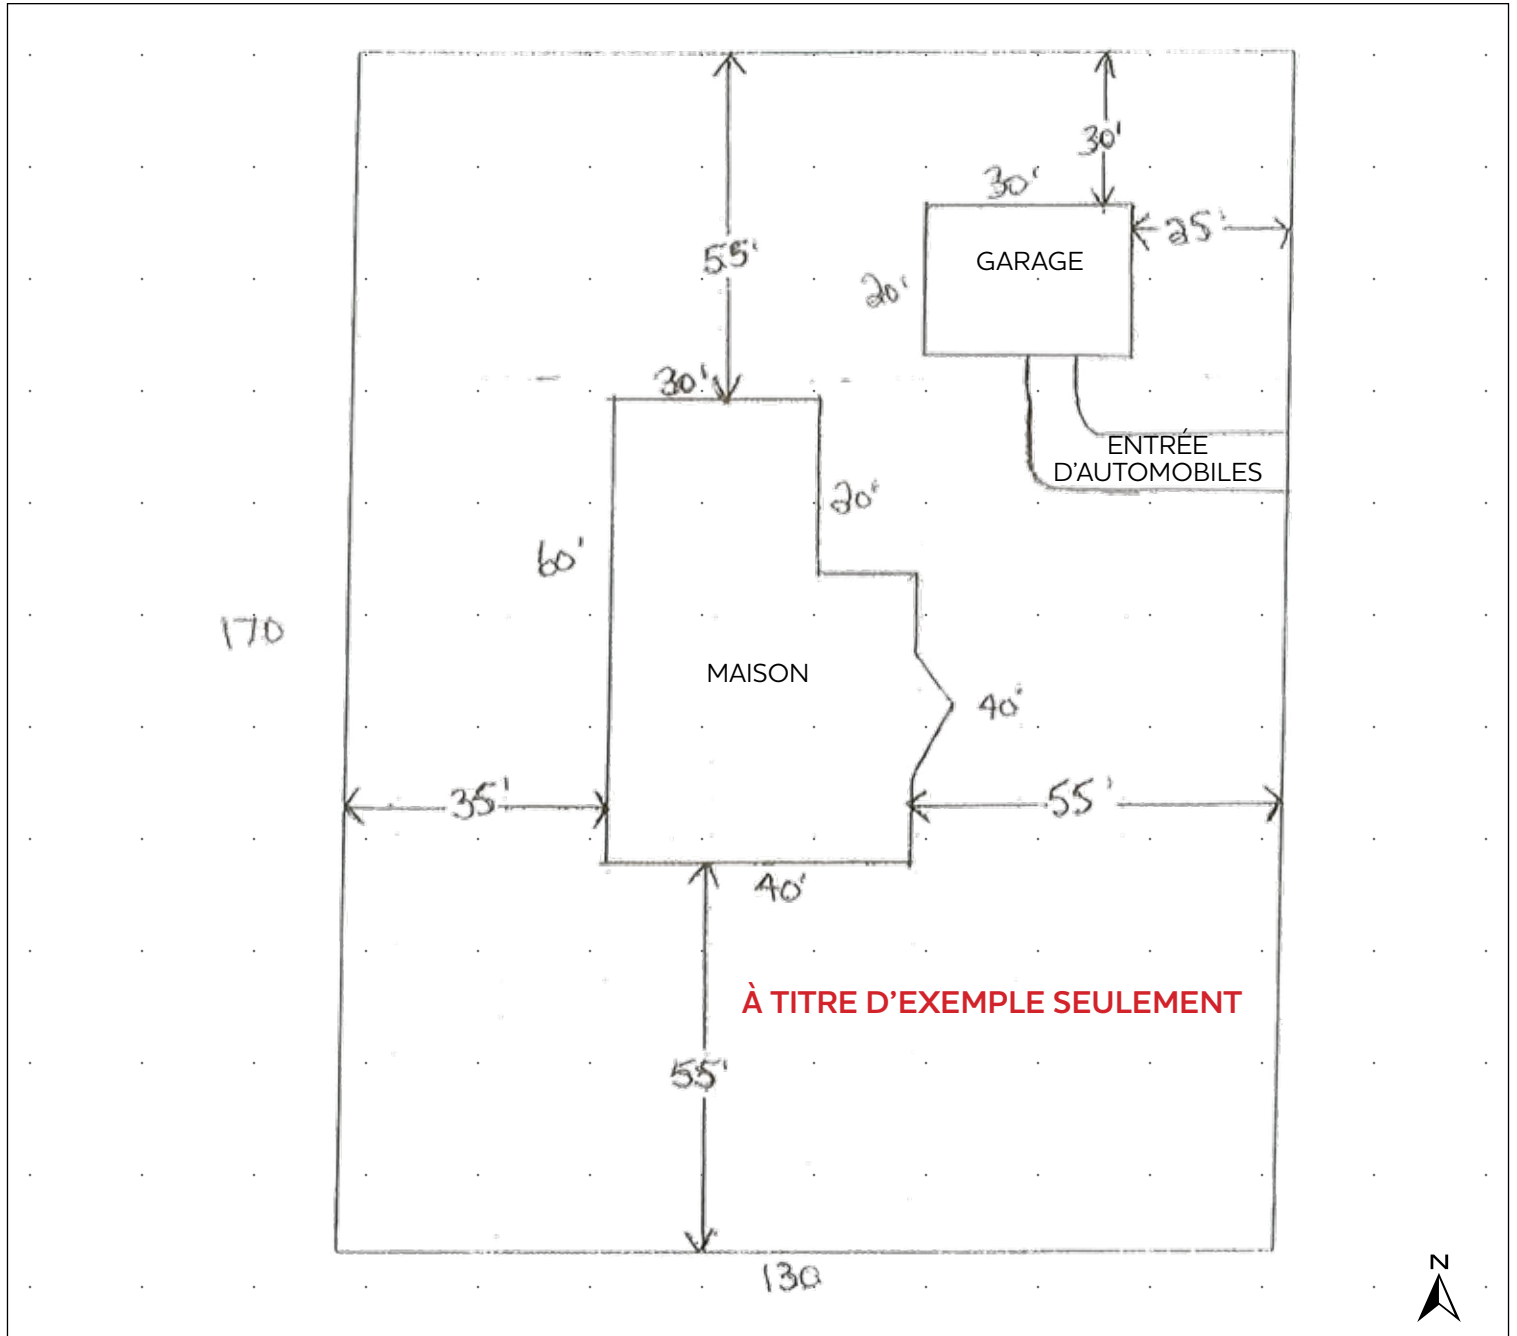 30'
30'
25'
55'
GARAGE
20'
30'
ENTRÉE
D'AUTOMOBILES
20'
60'
170
MAISON
40'
35'
55'
40'
À TITRE D'EXEMPLE SEULEMENT
55'
N
130